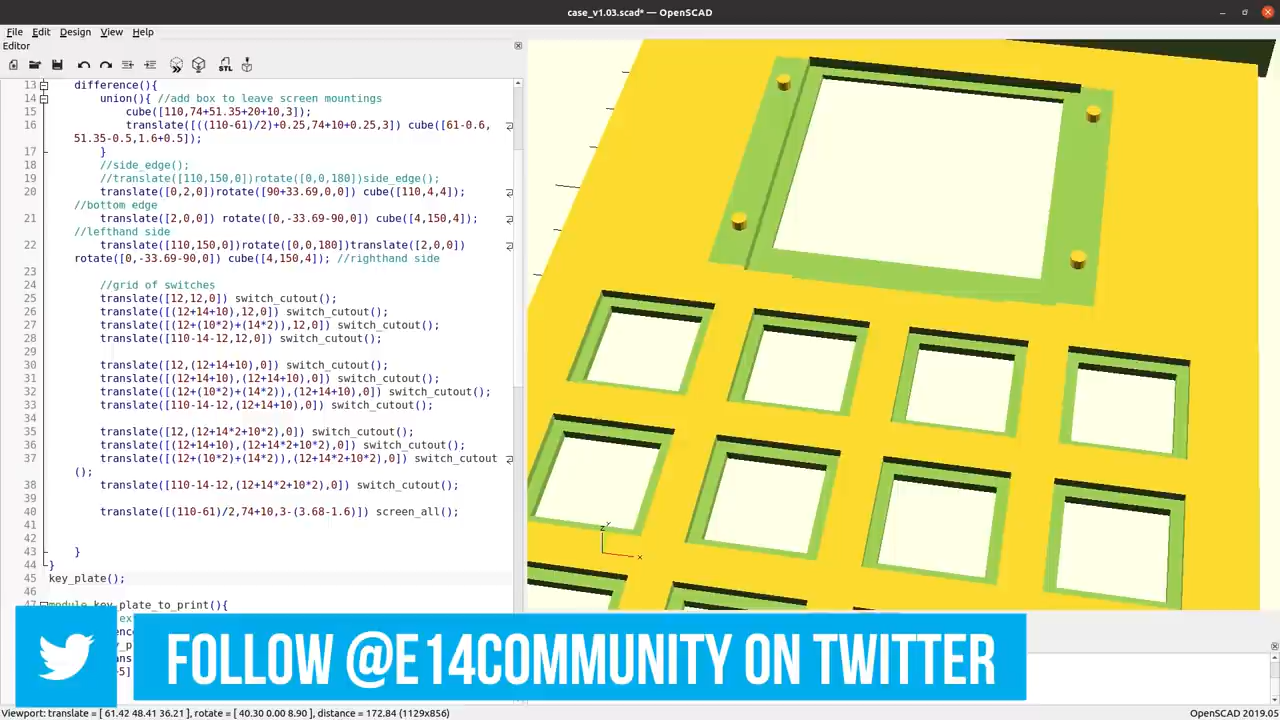 case_v1.03.scad* — OpenSCAD
File Edit Design View Help
Editor
13 difference(){
14 union(){ //add box to leave screen mountings
15 cube([110,74+51.35+20+10,3]);
16 translate([((110-61)/2)+0.25,74+10+0.25,3]) cube([61-0.6,
51.35-0.5,1.6+0.5]);
17 }
18 //side_edge();
19 //translate([110,150,0])rotate([0,0,180])side_edge();
20 translate([0,2,0])rotate([90+33.69,0,0]) cube([110,4,4]);
//bottom edge
21 translate([2,0,0]) rotate([0,-33.69-90,0]) cube([4,150,4]);
//lefthand side
22 translate([110,150,0])rotate([0,0,180])translate([2,0,0])
rotate([0,-33.69-90,0]) cube([4,150,4]); //righthand side
23
24 //grid of switches
25 translate([12,12,0]) switch_cutout();
26 translate([(12+14+10),12,0]) switch_cutout();
27 translate([(12+(10*2)+(14*2)),12,0]) switch_cutout();
28 translate([110-14-12,12,0]) switch_cutout();
29
30 translate([12,(12+14+10),0]) switch_cutout();
31 translate([(12+14+10),(12+14+10),0]) switch_cutout();
32 translate([(12+(10*2)+(14*2)),(12+14+10),0]) switch_cutout();
33 translate([110-14-12,(12+14+10),0]) switch_cutout();
34
35 translate([12,(12+14*2+10*2),0]) switch_cutout();
36 translate([(12+14+10),(12+14*2+10*2),0]) switch_cutout();
37 translate([(12+(10*2)+(14*2)),(12+14*2+10*2),0]) switch_cutout
();
38 translate([110-14-12,(12+14*2+10*2),0]) switch_cutout();
39
40 translate([(110-61)/2,74+10,3-(3.68-1.6)]) screen_all();
41
42
43 }
44 }
45 key_plate();
46
module key_plate_to_print(){
STL
z y x
FOLLOW @E14COMMUNITY ON TWITTER
Viewport: translate = [ 61.42 48.41 36.21 ], rotate = [ 40.30 0.00 8.90 ], distance = 172.84 (1129x856)
OpenSCAD 2019.05